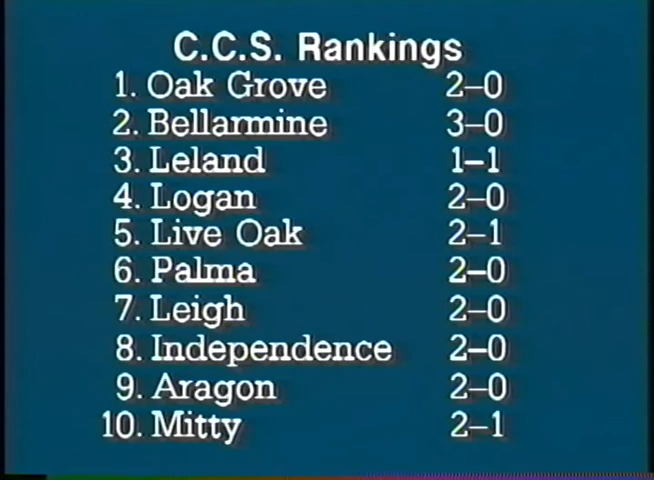 C.C.S. Rankings
1. Oak Grove 2–0
2. Bellarmine 3–0
3. Leland 1–1
4. Logan 2–0
5. Live Oak 2–1
6. Palma 2–0
7. Leigh 2–0
8. Independence 2–0
9. Aragon 2–0
10. Mitty 2–1